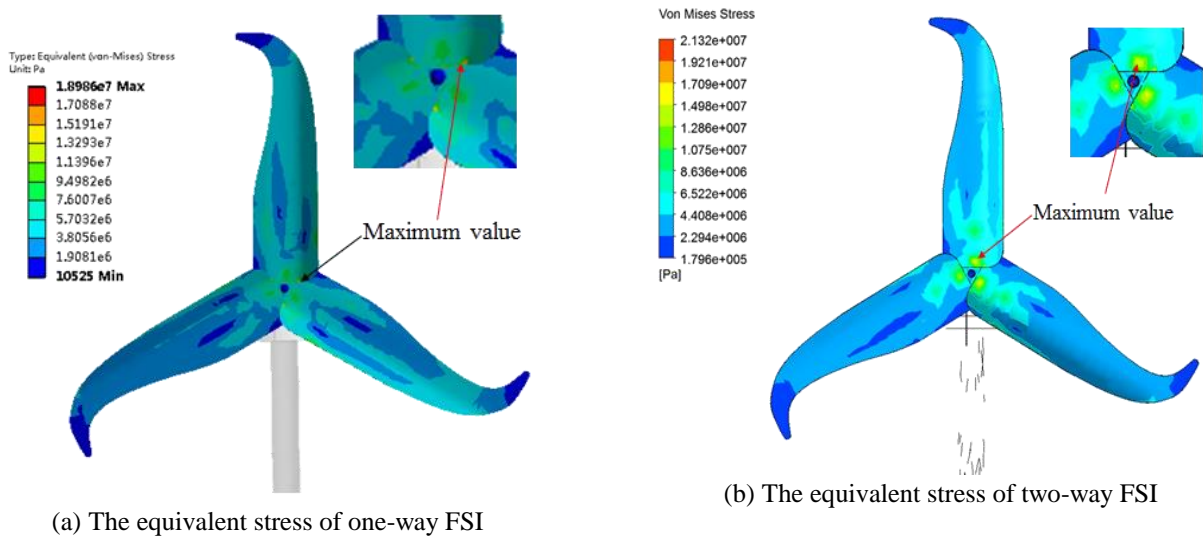 Type: Equivalent (von-Mises) Stress
Unit: Pa
1.8986e7 Max
1.7088e7
1.5191e7
1.3293e7
1.1396e7
9.4982e6
7.6007e6
5.7032e6
3.8056e6
1.9081e6
10525 Min
Maximum value
(a) The equivalent stress of one-way FSI
Von Mises Stress
2.132e+007
1.921e+007
1.709e+007
1.498e+007
1.286e+007
1.075e+007
8.636e+006
6.522e+006
4.408e+006
2.294e+006
1.796e+005
[Pa]
Maximum value
(b) The equivalent stress of two-way FSI